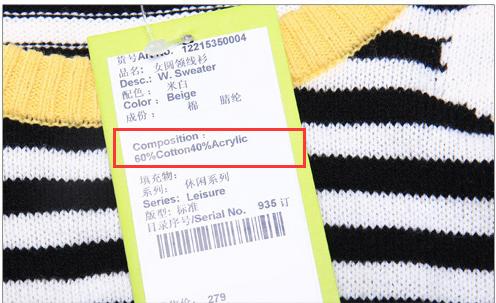 货号Art No. 12215350004
品名: 女圆领线衫
Desc.: W. Sweater
配色: 米白
Color: Beige
成份: 棉 腈纶
Composition:
60%Cotton40%Acrylic
填充物:
系列: 休闲系列
Series: Leisure
版型: 标准
目录序号/Serial No. 935 订
279